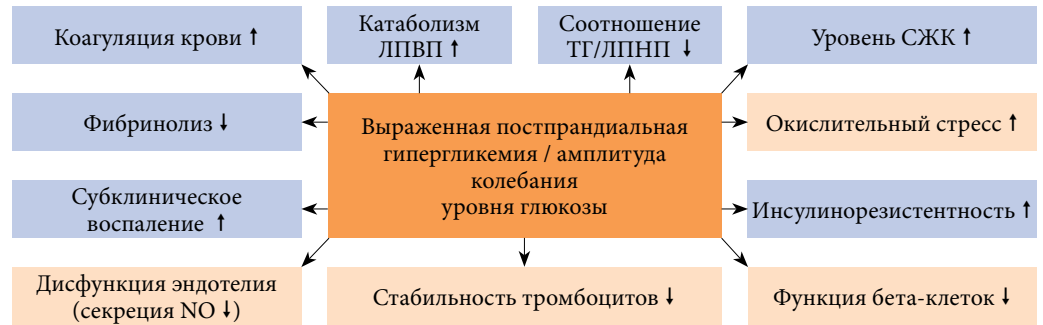 Коагуляция крови ↑
Катаболизм
ЛПВП ↑
Соотношение
ТГ/ЛПНП ↓
Уровень СЖК ↑
Фибринолиз ↓
Выраженная постпрандиальная
гипергликемия / амплитуда
колебания
уровня глюкозы
Окислительный стресс ↑
Субклиническое
воспаление ↑
Инсулинорезистентность ↑
Дисфункция эндотелия
(секреция NO ↓)
Стабильность тромбоцитов ↓
Функция бета-клеток ↓